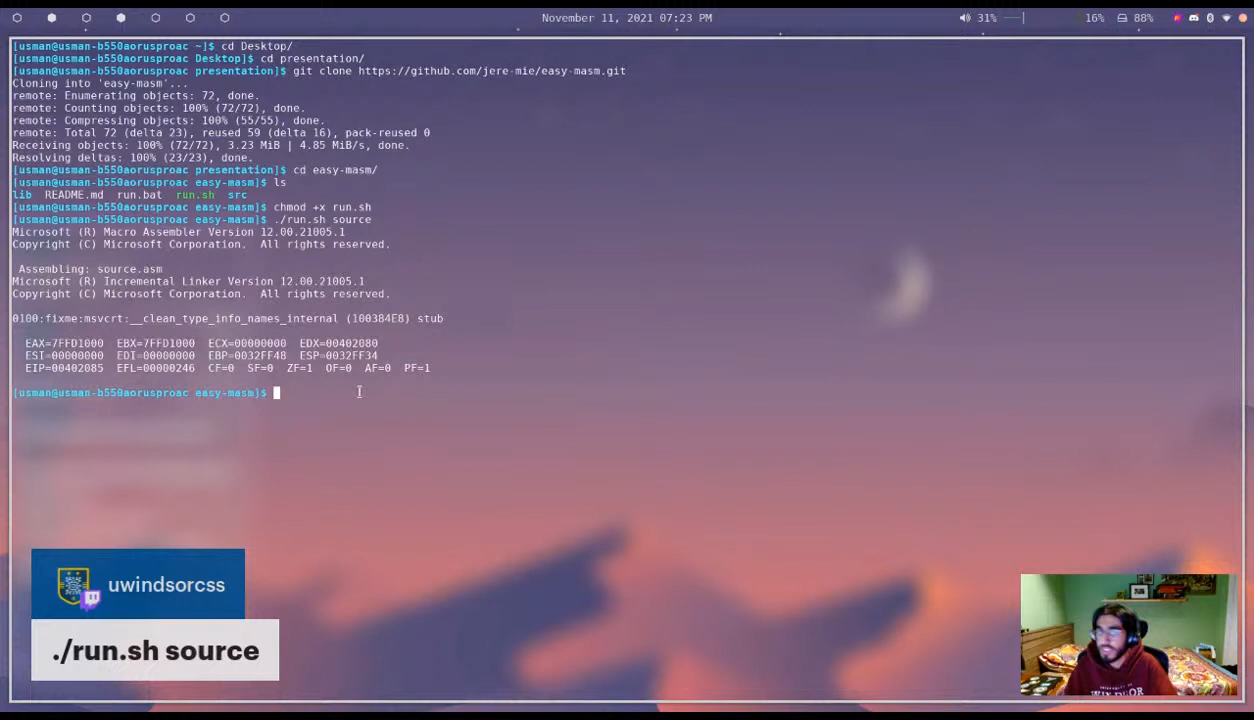 November 11, 2021 07:23 PM
31%
16%
88%
[usman@usman-b550aorusproac ~]$ cd Desktop/
[usman@usman-b550aorusproac Desktop]$ cd presentation/
[usman@usman-b550aorusproac presentation]$ git clone https://github.com/jere-mie/easy-masm.git
Cloning into 'easy-masm'...
remote: Enumerating objects: 72, done.
remote: Counting objects: 100% (72/72), done.
remote: Compressing objects: 100% (55/55), done.
remote: Total 72 (delta 23), reused 59 (delta 16), pack-reused 0
Receiving objects: 100% (72/72), 3.23 MiB | 4.85 MiB/s, done.
Resolving deltas: 100% (23/23), done.
[usman@usman-b550aorusproac presentation]$ cd easy-masm/
[usman@usman-b550aorusproac easy-masm]$ ls
lib README.md run.bat run.sh src
[usman@usman-b550aorusproac easy-masm]$ chmod +x run.sh
[usman@usman-b550aorusproac easy-masm]$ ./run.sh source
Microsoft (R) Macro Assembler Version 12.00.21005.1
Copyright (C) Microsoft Corporation.  All rights reserved.
Assembling: source.asm
Microsoft (R) Incremental Linker Version 12.00.21005.1
Copyright (C) Microsoft Corporation.  All rights reserved.
0100:fixme:msvcrt:__clean_type_info_names_internal (100384E8) stub
EAX=7FFD1000  EBX=7FFD1000  ECX=00000000  EDX=00402080
ESI=00000000  EDI=00000000  EBP=0032FF48  ESP=0032FF34
EIP=00402085  EFL=00000246  CF=0  SF=0  ZF=1  OF=0  AF=0  PF=1
[usman@usman-b550aorusproac easy-masm]$
uwindsorcss
./run.sh source